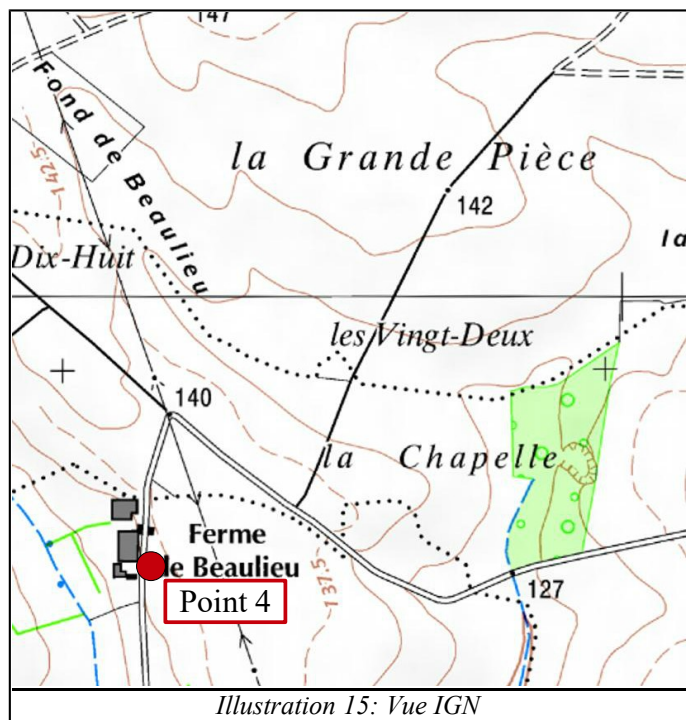 147
Fond de Beaulieu
142.5
la Grande Pièce
142
la
Dix-Huit
les Vingt-Deux
140
la Chapelle
Ferme
de Beaulieu
137.5
127
Point 4
Illustration 15: Vue IGN